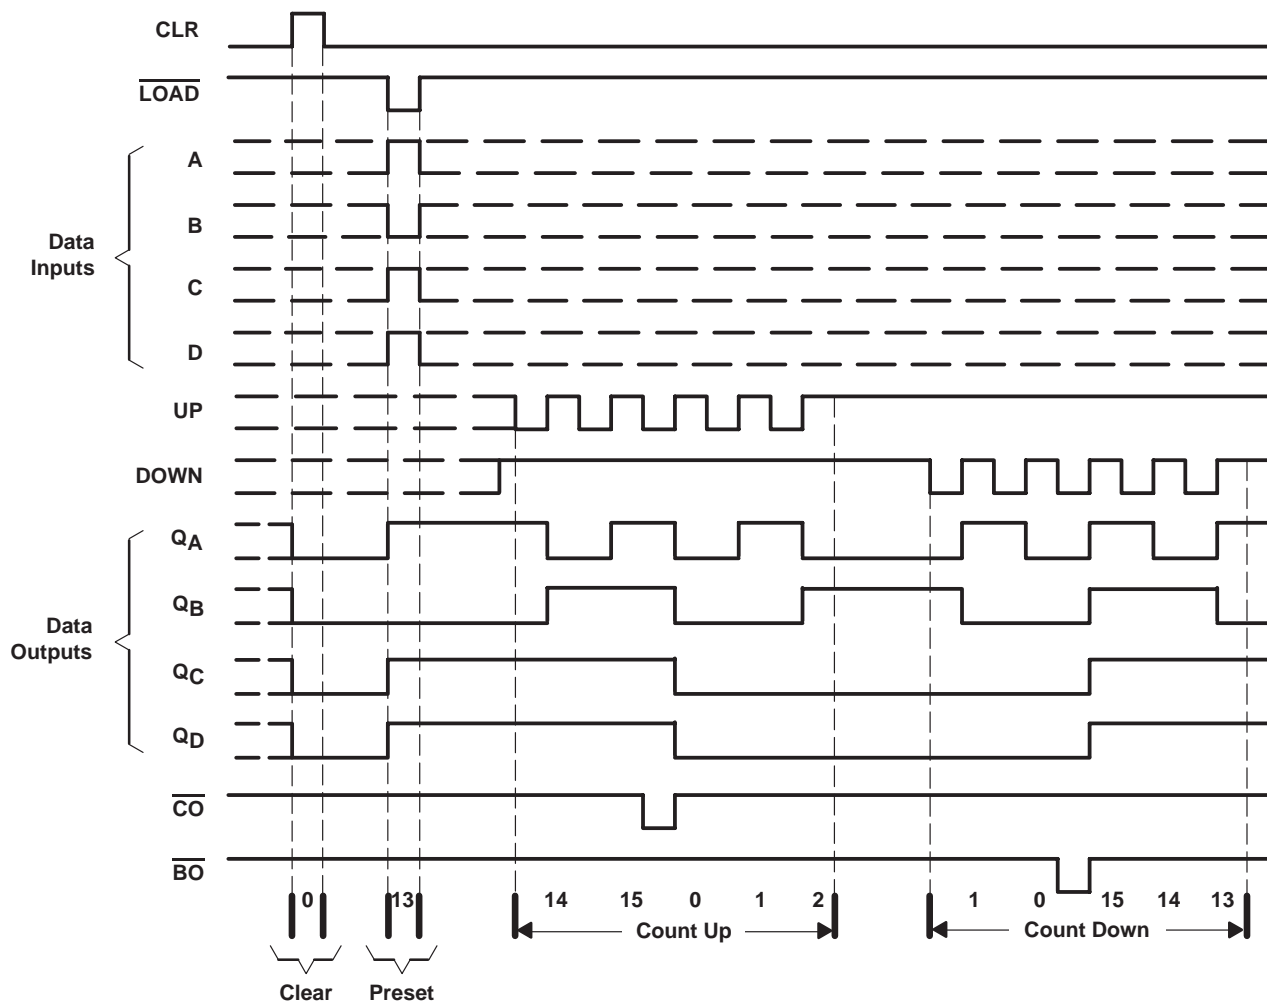 CLR
LOAD
A
B
Data
Inputs
C
D
UP
DOWN
QA
QB
Data
Outputs
QC
QD
CO
BO
0 13 14 15 0 1 2 1 0 15 14 13
Count Up Count Down
Clear Preset